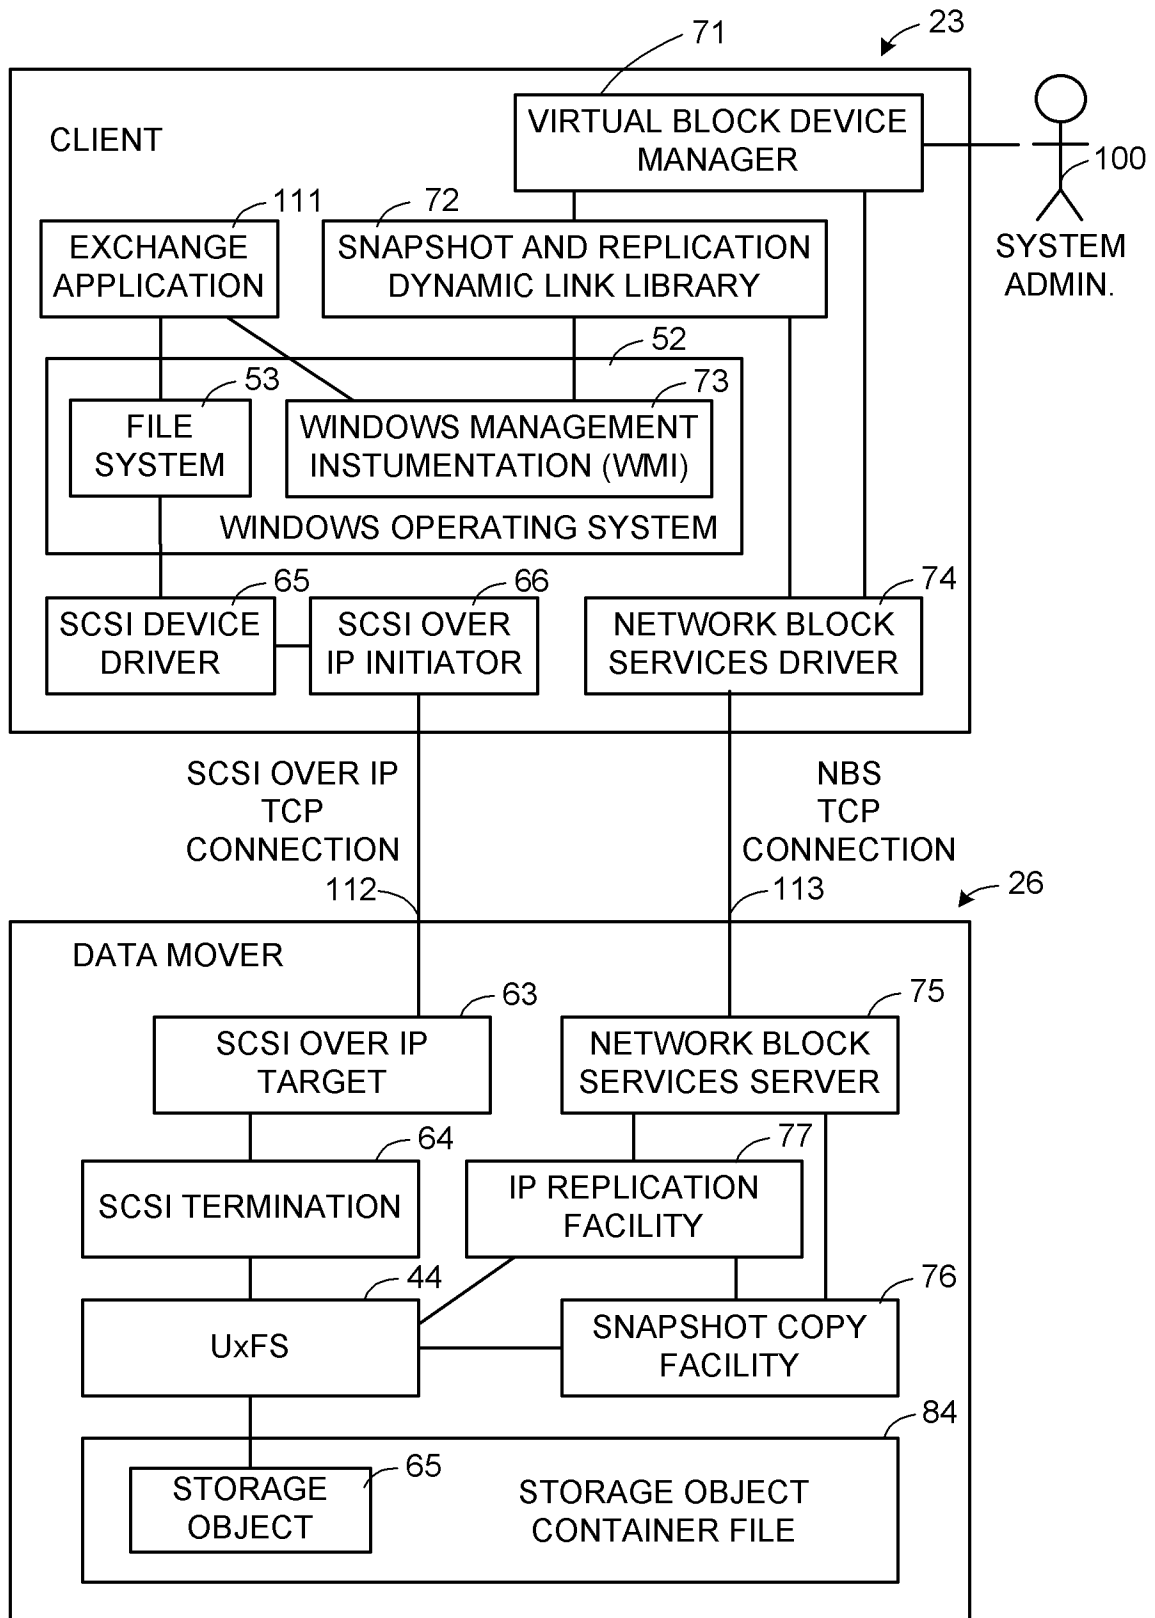 71
23
CLIENT
VIRTUAL BLOCK DEVICE
MANAGER
100
SYSTEM
ADMIN.
111
EXCHANGE
APPLICATION
72
SNAPSHOT AND REPLICATION
DYNAMIC LINK LIBRARY
52
53
FILE
SYSTEM
73
WINDOWS MANAGEMENT
INSTUMENTATION (WMI)
WINDOWS OPERATING SYSTEM
65
SCSI DEVICE
DRIVER
66
SCSI OVER
IP INITIATOR
74
NETWORK BLOCK
SERVICES DRIVER
SCSI OVER IP
TCP
CONNECTION
112
NBS
TCP
CONNECTION
113
26
DATA MOVER
63
SCSI OVER IP
TARGET
75
NETWORK BLOCK
SERVICES SERVER
64
SCSI TERMINATION
77
IP REPLICATION
FACILITY
44
UxFS
76
SNAPSHOT COPY
FACILITY
84
65
STORAGE
OBJECT
STORAGE OBJECT
CONTAINER FILE